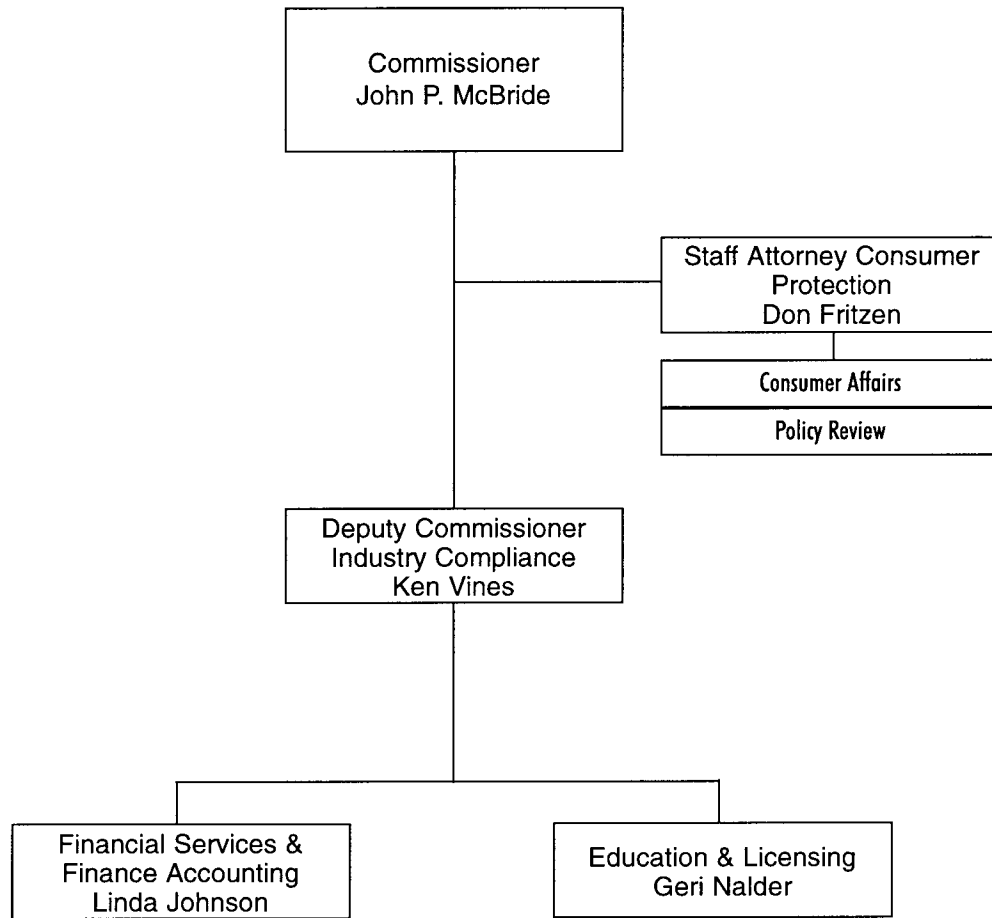 Commissioner
John P. McBride
Staff Attorney Consumer
Protection
Don Fritzen
Consumer Affairs
Policy Review
Deputy Commissioner
Industry Compliance
Ken Vines
Financial Services &
Finance Accounting
Linda Johnson
Education & Licensing
Geri Nalder